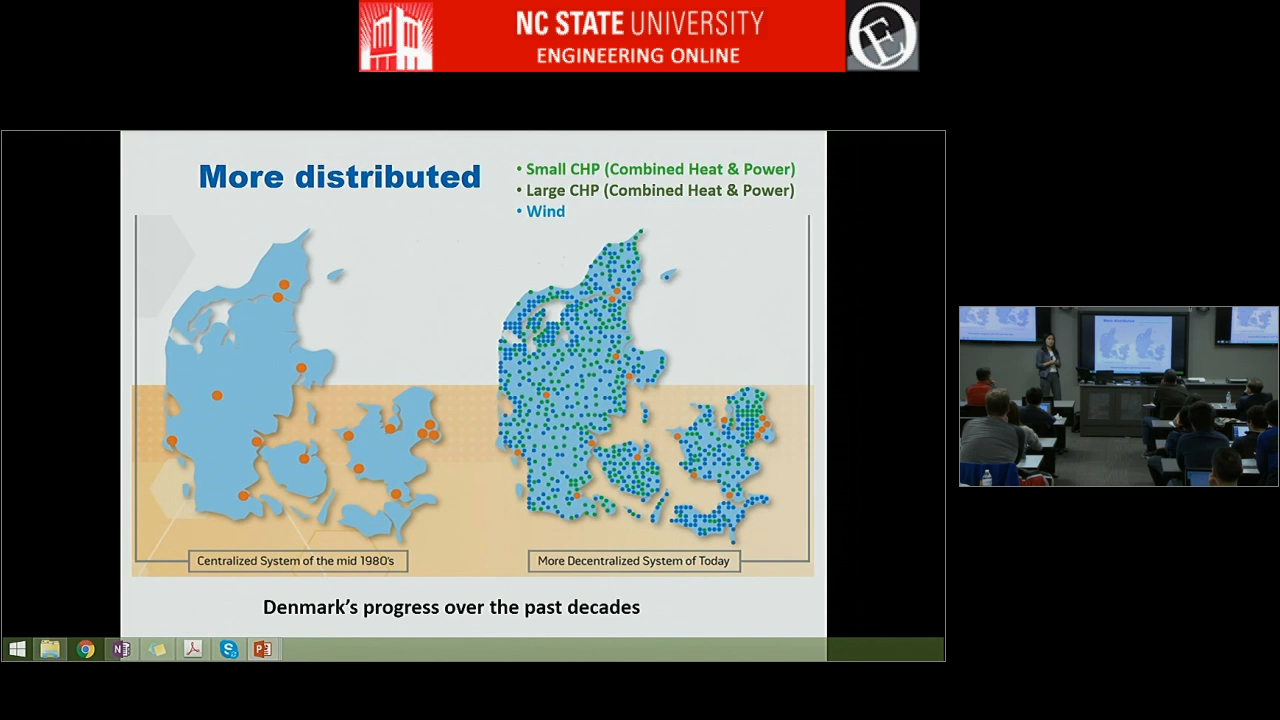 NC STATE UNIVERSITY
ENGINEERING ONLINE
More distributed
• Small CHP (Combined Heat & Power)
• Large CHP (Combined Heat & Power)
• Wind
Centralized System of the mid 1980's
More Decentralized System of Today
Denmark's progress over the past decades